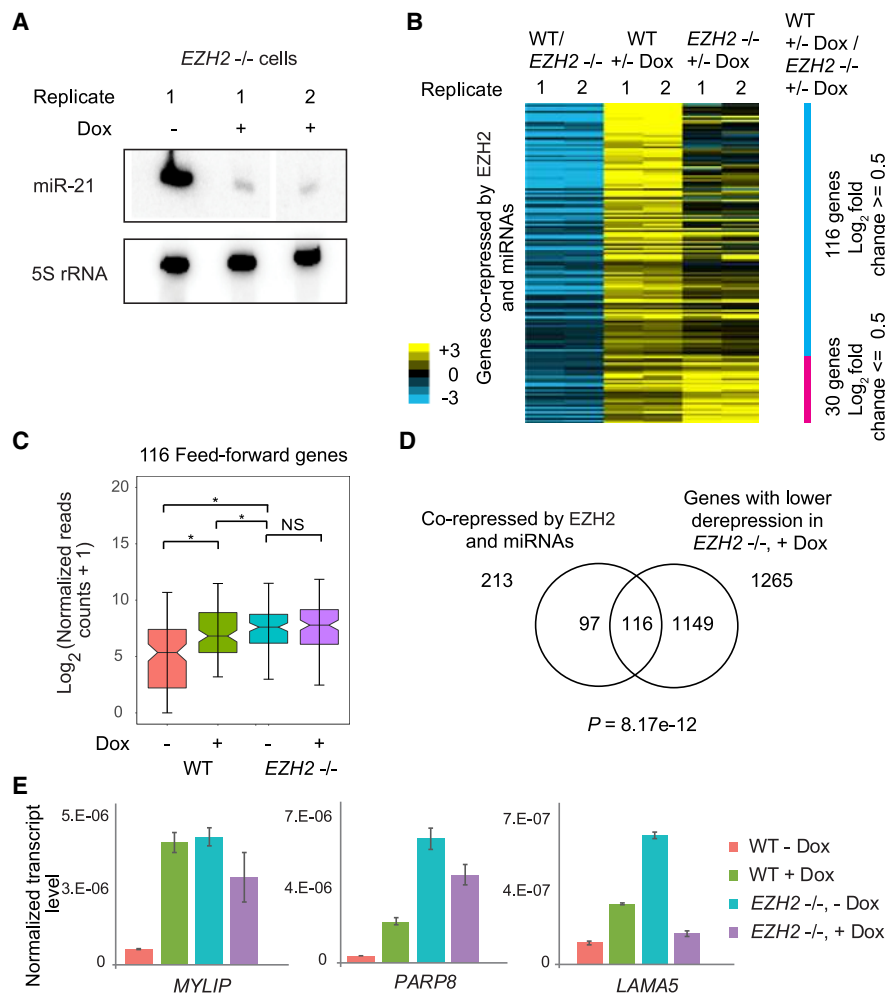 A
EZH2 -/- cells
Replicate 1 1 2
Dox - + +
miR-21
5S rRNA
B
WT/
EZH2 -/-
WT
+/- Dox
EZH2 -/-
+/- Dox
WT
+/- Dox /
EZH2 -/-
+/- Dox
Replicate 1 2 1 2 1 2
Genes co-repressed by EZH2
and miRNAs
+3
0
-3
116 genes
Log2 fold
change >= 0.5
30 genes
Log2 fold
change <= 0.5
C
116 Feed-forward genes
Log2 (Normalized reads
counts + 1)
20
15
10
5
0
* * * NS
Dox - + - +
WT EZH2 -/-
D
Co-repressed by EZH2
and miRNAs
Genes with lower
derepression in
EZH2 -/-, + Dox
213 1265
97 116 1149
P = 8.17e-12
E
Normalized transcript
level
5.E-06
3.E-06
0
MYLIP
7.E-06
4.E-06
0
PARP8
7.E-07
4.E-07
0
LAMA5
WT - Dox
WT + Dox
EZH2 -/-, - Dox
EZH2 -/-, + Dox